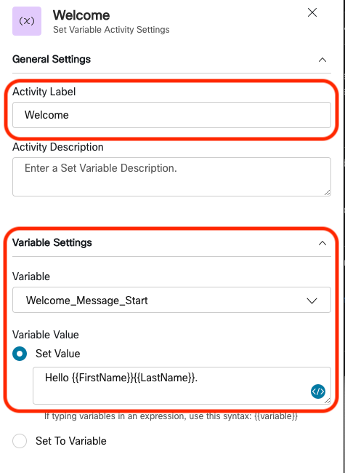 (x)
Welcome
Set Variable Activity Settings
General Settings
Activity Label
Welcome
Activity Description
Enter a Set Variable Description.
Variable Settings
Variable
Welcome_Message_Start
Variable Value
Set Value
Hello {{FirstName}}{{LastName}}.
</>
If typing variables in an expression, use this syntax: {{variable}}
Set To Variable